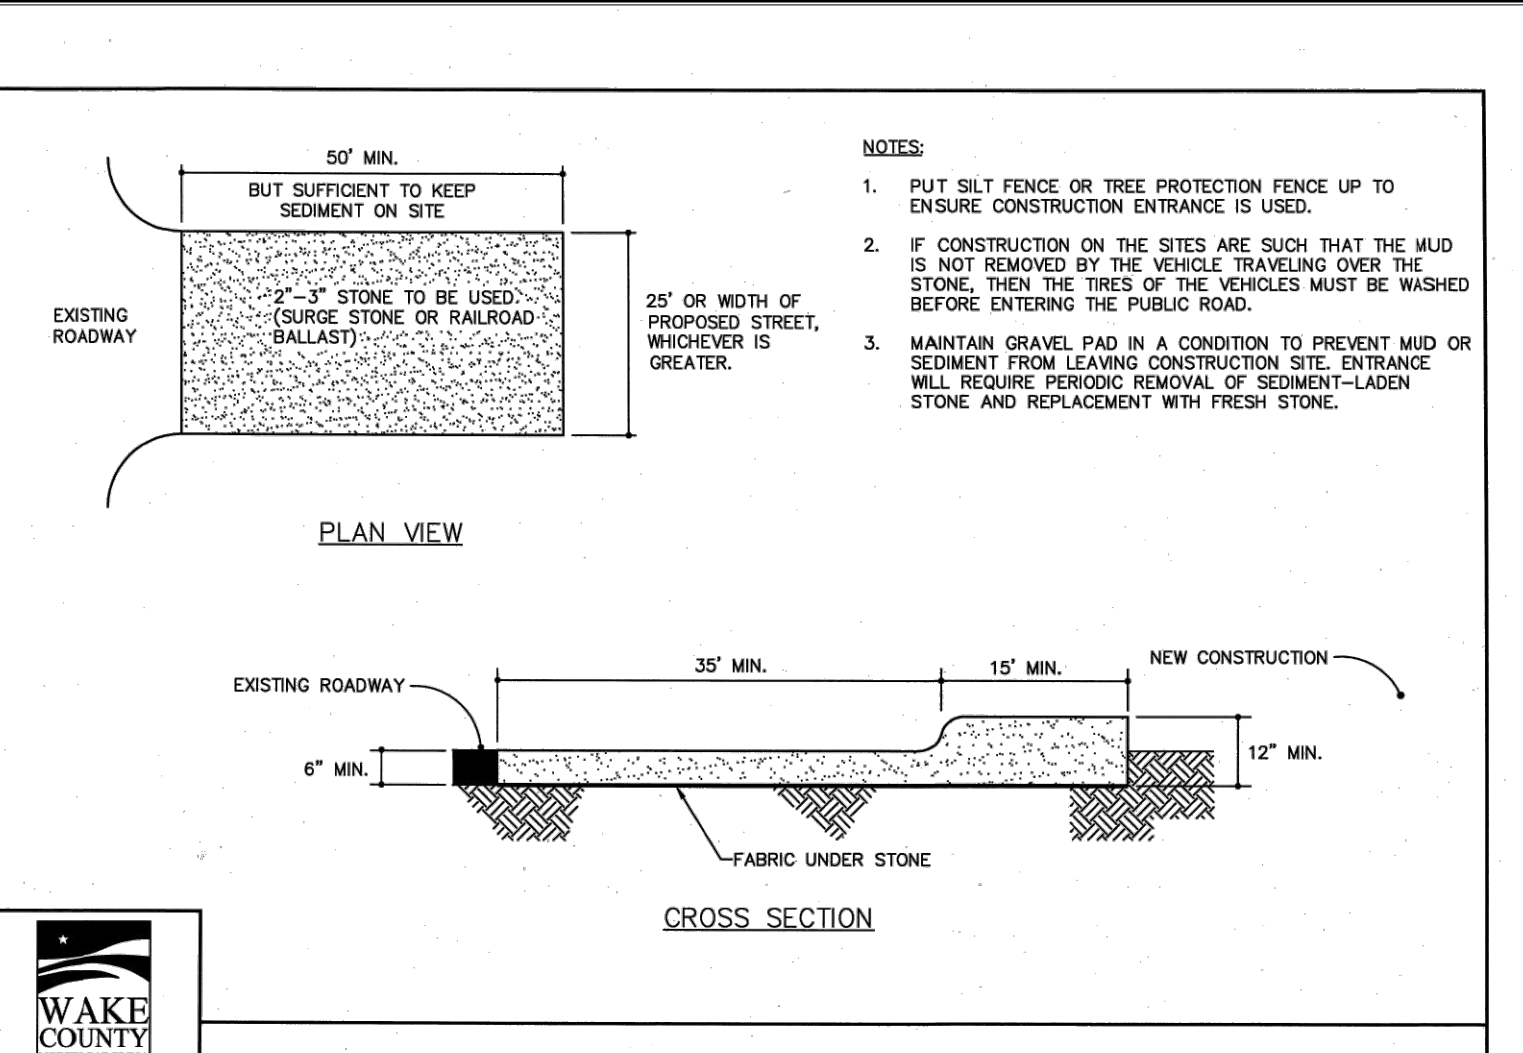 50' MIN.
BUT SUFFICIENT TO KEEP
SEDIMENT ON SITE
EXISTING
ROADWAY
2"-3" STONE TO BE USED.
(SURGE STONE OR RAILROAD
BALLAST)
25' OR WIDTH OF
PROPOSED STREET,
WHICHEVER IS
GREATER.
PLAN VIEW
NOTES:
1. PUT SILT FENCE OR TREE PROTECTION FENCE UP TO
ENSURE CONSTRUCTION ENTRANCE IS USED.
2. IF CONSTRUCTION ON THE SITES ARE SUCH THAT THE MUD
IS NOT REMOVED BY THE VEHICLE TRAVELING OVER THE
STONE, THEN THE TIRES OF THE VEHICLES MUST BE WASHED
BEFORE ENTERING THE PUBLIC ROAD.
3. MAINTAIN GRAVEL PAD IN A CONDITION TO PREVENT MUD OR
SEDIMENT FROM LEAVING CONSTRUCTION SITE. ENTRANCE
WILL REQUIRE PERIODIC REMOVAL OF SEDIMENT-LADEN
STONE AND REPLACEMENT WITH FRESH STONE.
EXISTING ROADWAY
35' MIN.
15' MIN.
NEW CONSTRUCTION
6" MIN.
12" MIN.
FABRIC UNDER STONE
CROSS SECTION
WAKE
COUNTY